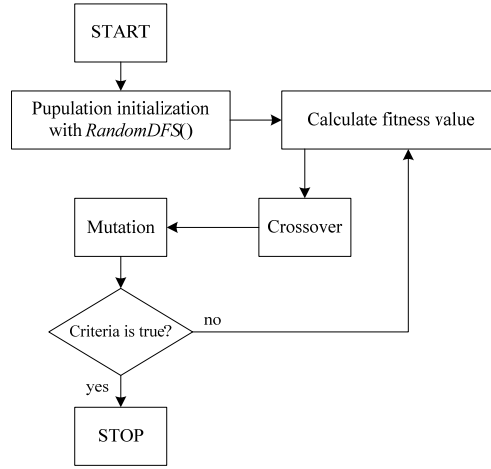 START
Pupulation initialization
with RandomDFS()
Calculate fitness value
Mutation
Crossover
Criteria is true?
no
yes
STOP